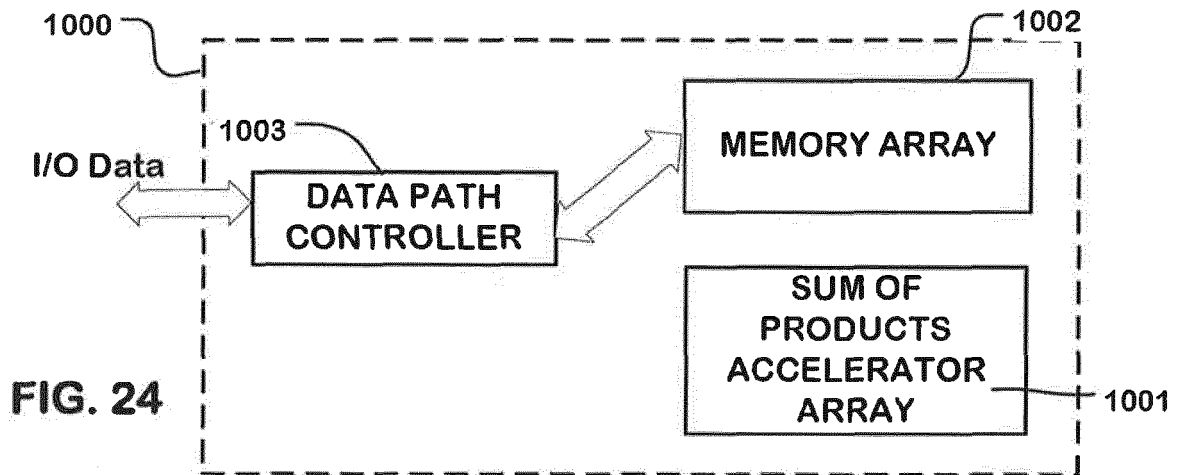 1000
1002
1003
I/O Data
MEMORY ARRAY
DATA PATH
CONTROLLER
SUM OF
PRODUCTS
ACCELERATOR
ARRAY
1001
FIG. 24